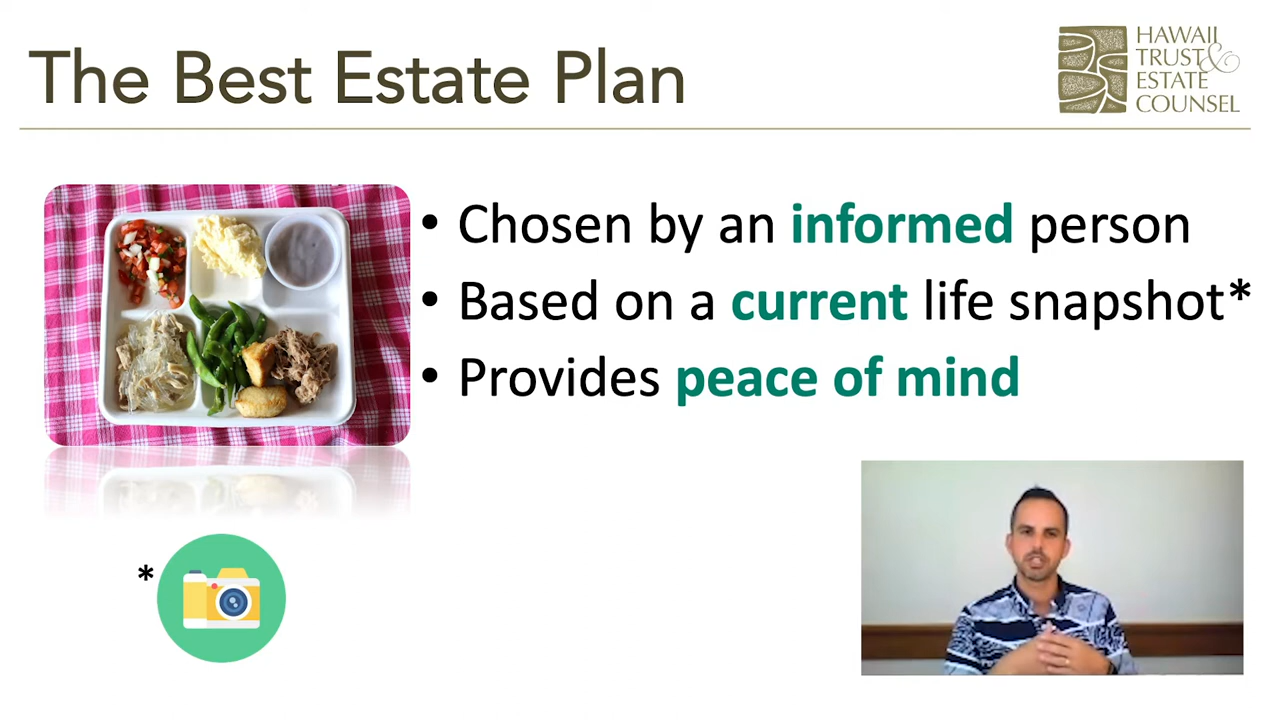 The Best Estate Plan
HAWAII
TRUST &
ESTATE
COUNSEL
• Chosen by an informed person
• Based on a current life snapshot*
• Provides peace of mind
*